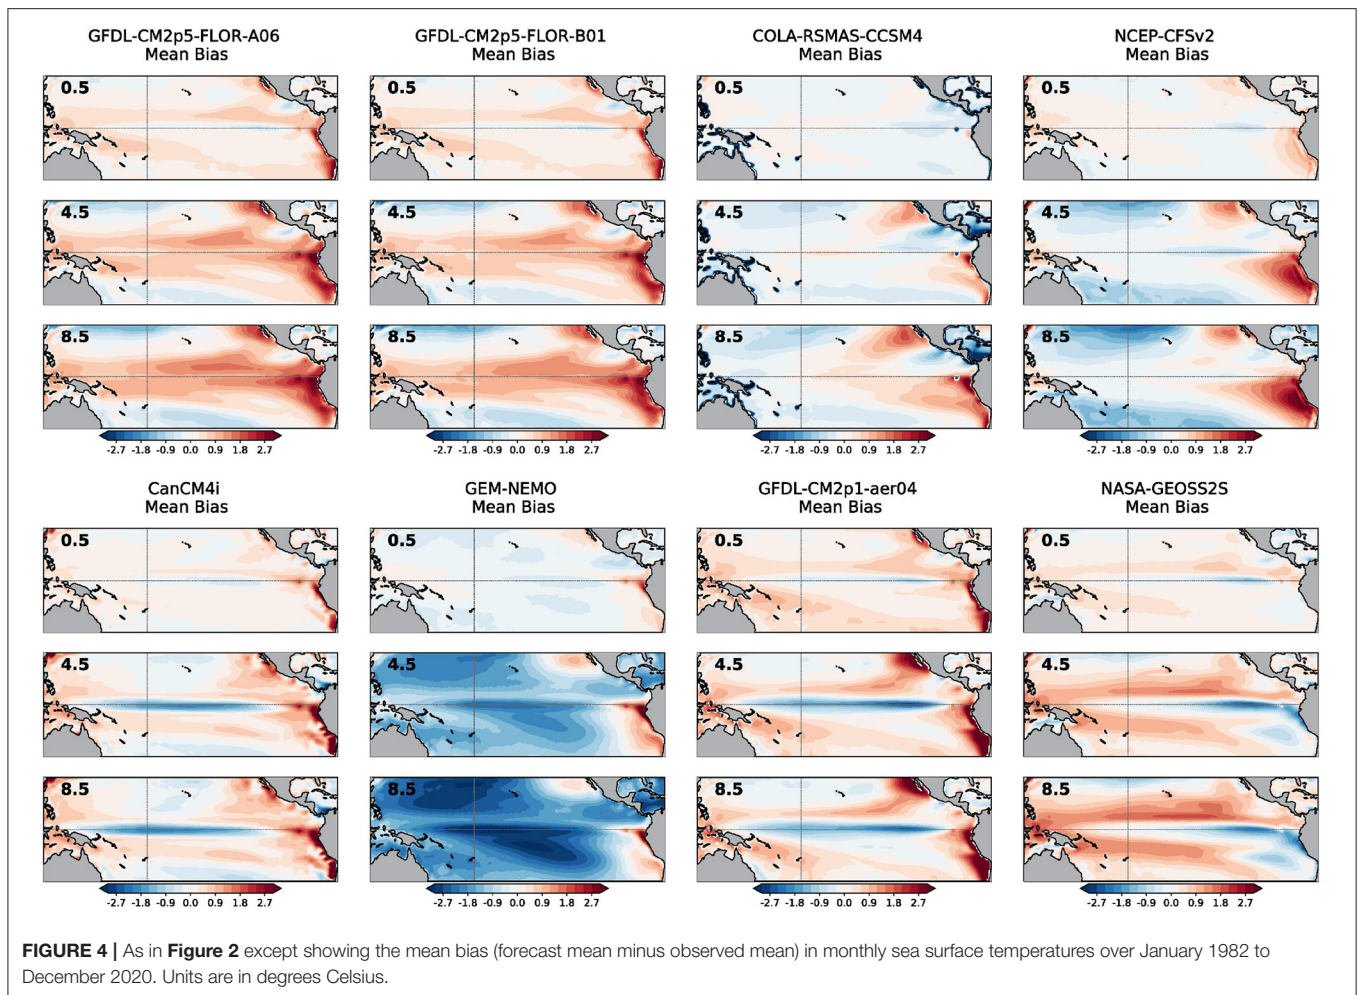 GFDL-CM2p5-FLOR-A06
Mean Bias
GFDL-CM2p5-FLOR-B01
Mean Bias
COLA-RSMAS-CCSM4
Mean Bias
NCEP-CFSv2
Mean Bias
0.5
0.5
0.5
0.5
4.5
4.5
4.5
4.5
8.5
8.5
8.5
8.5
-2.7 -1.8 -0.9 0.0 0.9 1.8 2.7
-2.7 -1.8 -0.9 0.0 0.9 1.8 2.7
-2.7 -1.8 -0.9 0.0 0.9 1.8 2.7
-2.7 -1.8 -0.9 0.0 0.9 1.8 2.7
CanCM4i
Mean Bias
GEM-NEMO
Mean Bias
GFDL-CM2p1-aer04
Mean Bias
NASA-GEOSS2S
Mean Bias
0.5
0.5
0.5
0.5
4.5
4.5
4.5
4.5
8.5
8.5
8.5
8.5
-2.7 -1.8 -0.9 0.0 0.9 1.8 2.7
-2.7 -1.8 -0.9 0.0 0.9 1.8 2.7
-2.7 -1.8 -0.9 0.0 0.9 1.8 2.7
-2.7 -1.8 -0.9 0.0 0.9 1.8 2.7
FIGURE 4 | As in Figure 2 except showing the mean bias (forecast mean minus observed mean) in monthly sea surface temperatures over January 1982 to
December 2020. Units are in degrees Celsius.